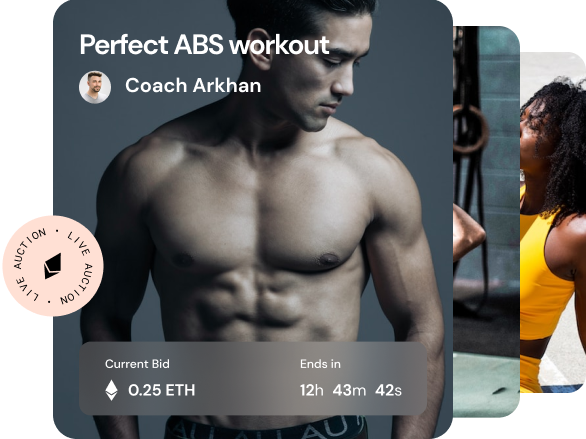 Perfect ABS workout
Coach Arkhan
LIVE AUCTION • LIVE AUCTION •
Current Bid
Ends in
0.25 ETH
12h 43m 42s